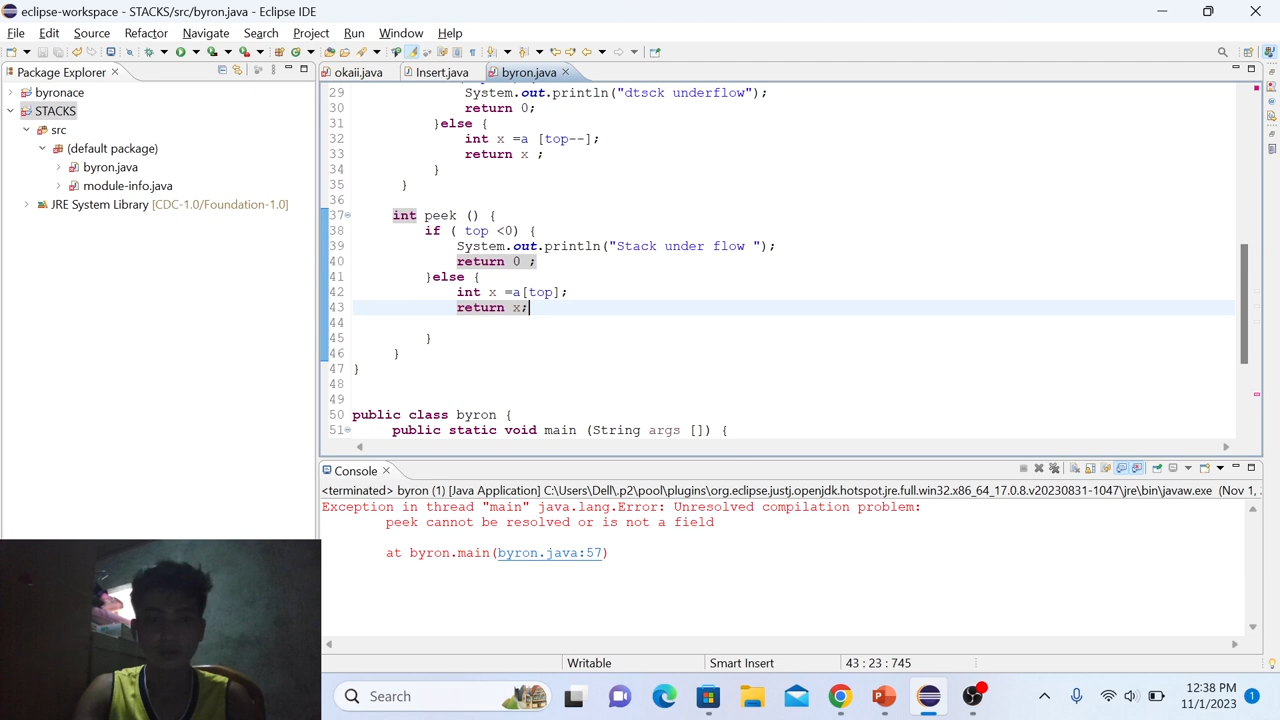 eclipse-workspace - STACKS/src/byron.java - Eclipse IDE
File Edit Source Refactor Navigate Search Project Run Window Help
Package Explorer
byronace
STACKS
src
(default package)
byron.java
module-info.java
JRE System Library [CDC-1.0/Foundation-1.0]
okaii.java Insert.java byron.java
29 System.out.println("dtsck underflow");
30 return 0;
31 }else {
32 int x =a [top--];
33 return x ;
34 }
35 }
36
37 int peek () {
38 if ( top <0) {
39 System.out.println("Stack under flow ");
40 return 0 ;
41 }else {
42 int x =a[top];
43 return x;
44
45 }
46 }
47 }
48
49
50 public class byron {
51 public static void main (String args []) {
Console
<terminated> byron (1) [Java Application] C:\Users\Dell\.p2\pool\plugins\org.eclipse.justj.openjdk.hotspot.jre.full.win32.x86_64_17.0.8.v20230831-1047\jre\bin\javaw.exe (Nov 1, 
Exception in thread "main" java.lang.Error: Unresolved compilation problem:
peek cannot be resolved or is not a field
at byron.main(byron.java:57)
Writable Smart Insert 43 : 23 : 745
Search
12:38 PM
11/1/2023
1